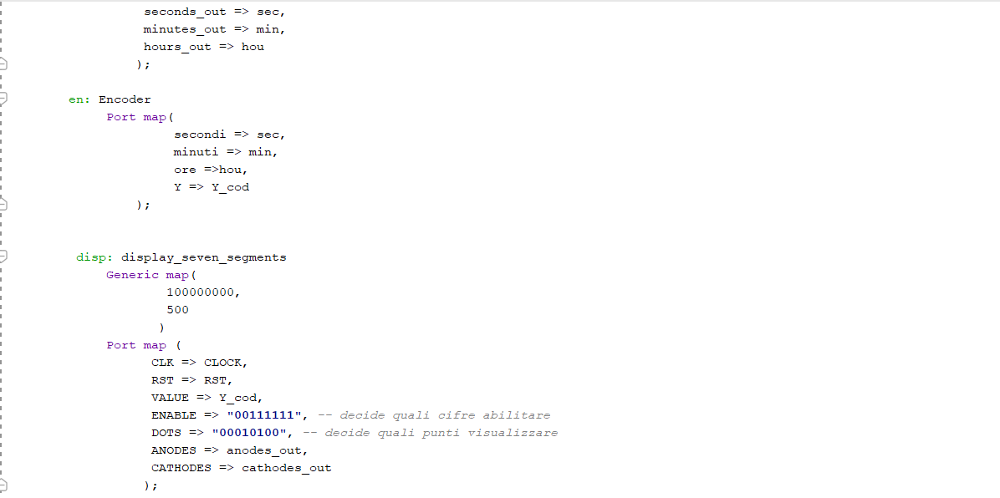 seconds_out => sec,
minutes_out => min,
hours_out => hou
);
en: Encoder
Port map(
secondi => sec,
minuti => min,
ore =>hou,
Y => Y_cod
);
disp: display_seven_segments
Generic map(
100000000,
500
)
Port map (
CLK => CLOCK,
RST => RST,
VALUE => Y_cod,
ENABLE => "00111111", -- decide quali cifre abilitare
DOTS => "00010100", -- decide quali punti visualizzare
ANODES => anodes_out,
CATHODES => cathodes_out
);